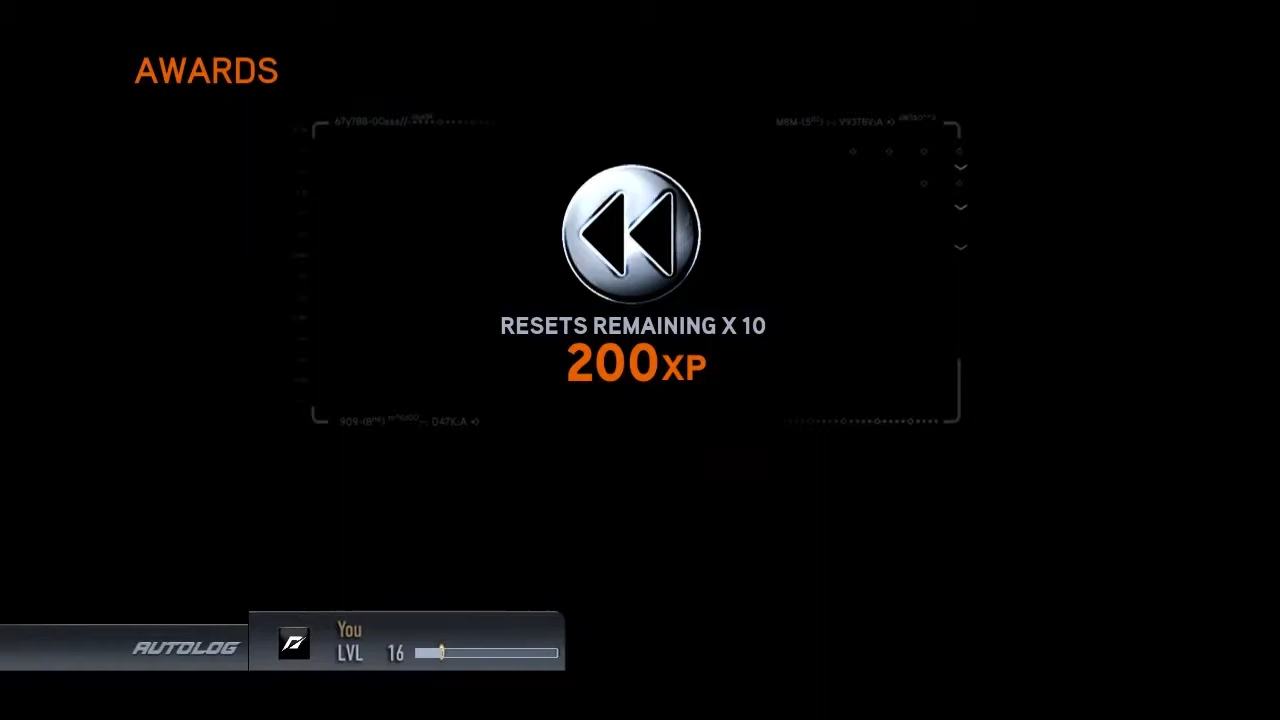 AWARDS
RESETS REMAINING X 10
200XP
You
AUTOLOG
LVL 16